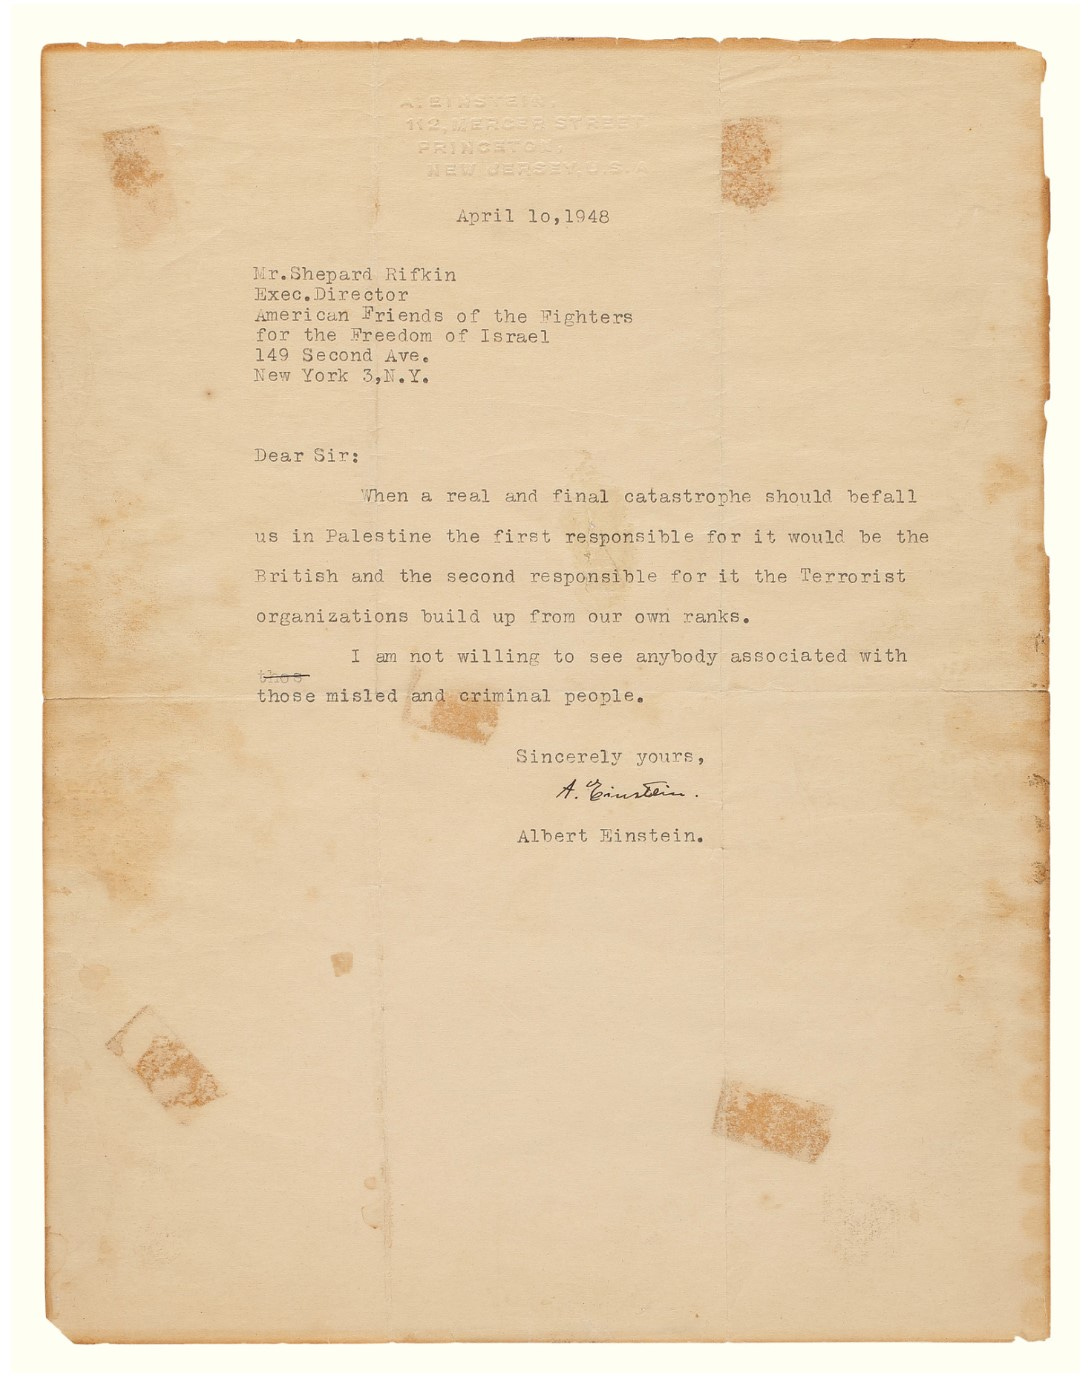 A. EINSTEIN,
112, MERCER STREET
PRINCETON,
NEW JERSEY, U.S.A
April 1o,1948
Mr.Shepard Rifkin
Exec.Director
American Friends of the Fighters
for the Freedom of Israel
149 Second Ave.
New York 3,N.Y.
Dear Sir:
When a real and final catastrophe should befall
us in Palestine the first responsible for it would be the
British and the second responsible for it the Terrorist
organizations build up from our own ranks.
I am not willing to see anybody associated with
thos
those misled and criminal people.
Sincerely yours,
A. Einstein.
Albert Einstein.